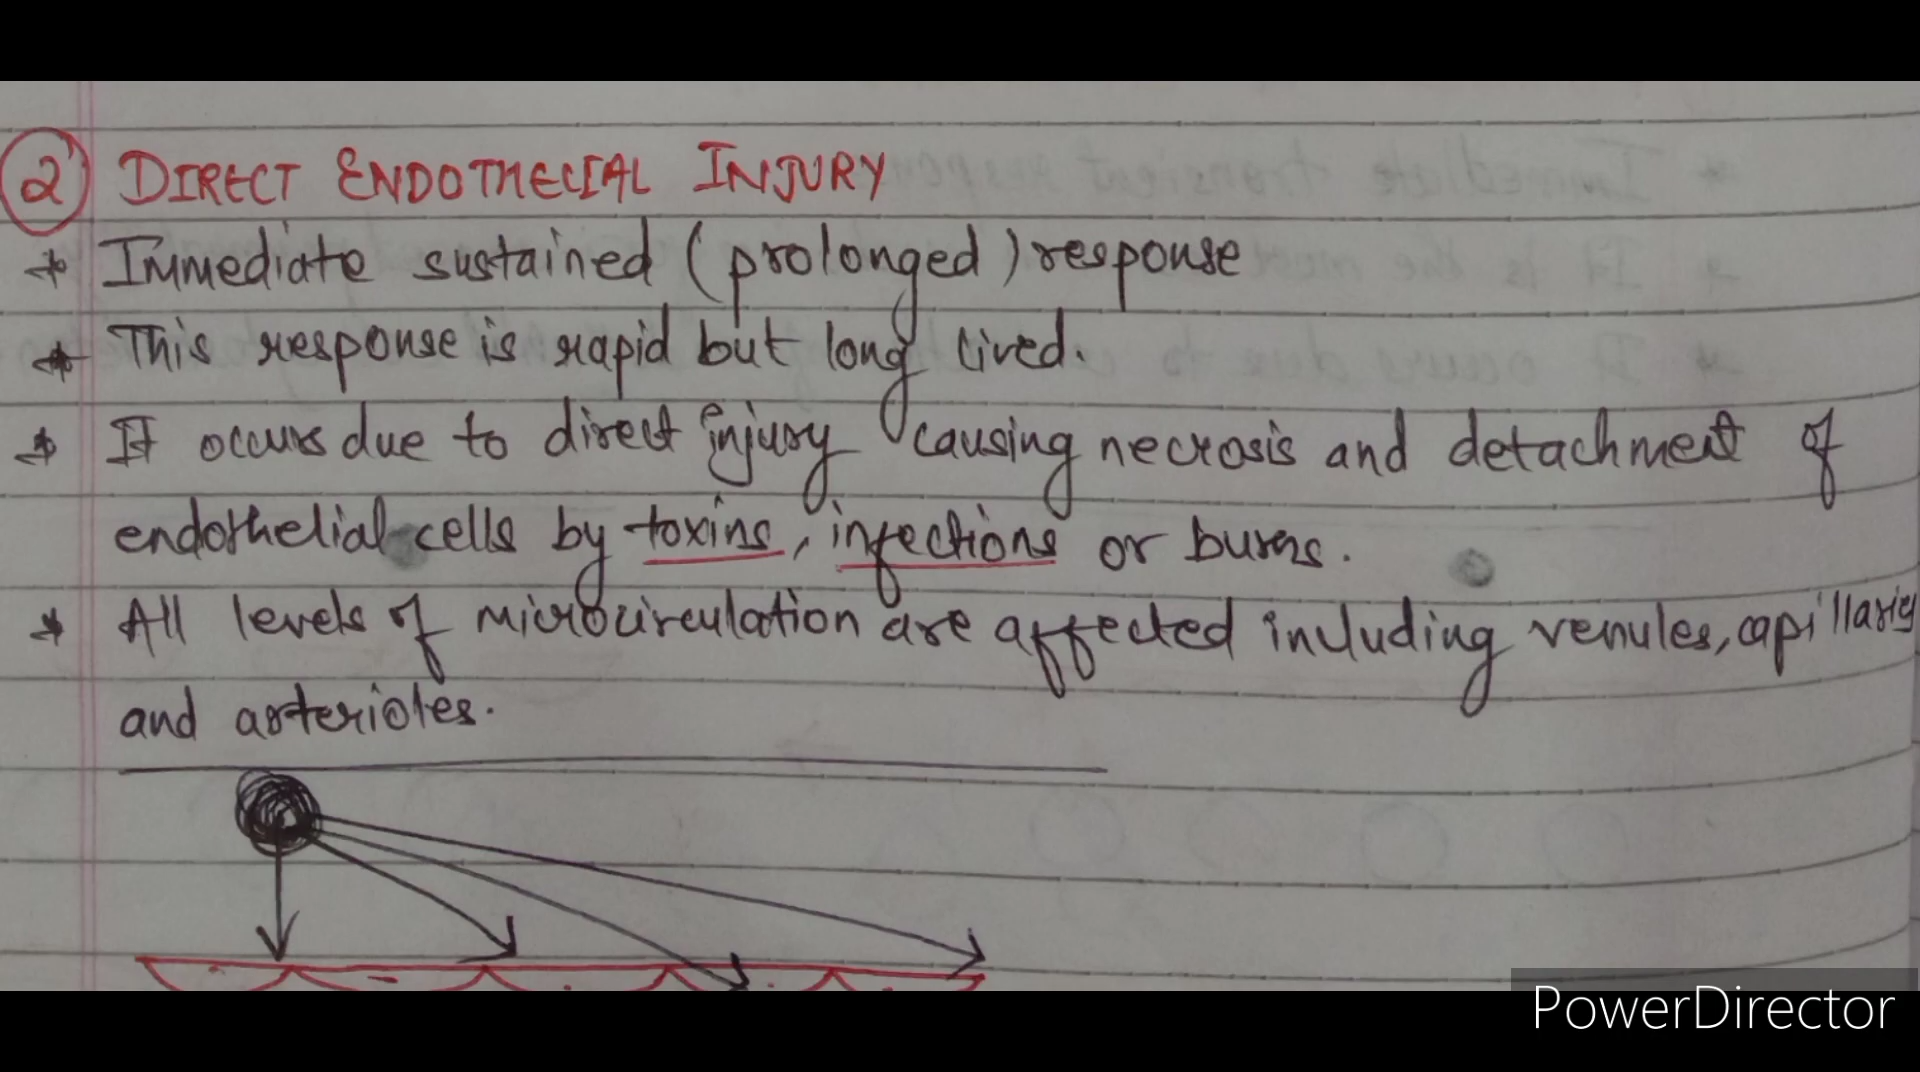 2) DIRECT ENDOTHELIAL INJURY
* Immediate sustained (prolonged) response
* This response is rapid but long lived.
* It occurs due to direct injury causing necrosis and detachment of
endothelial cells by toxins, infections or burns.
* All levels of microcirculation are affected including venules, capillaries
and arterioles.
PowerDirector